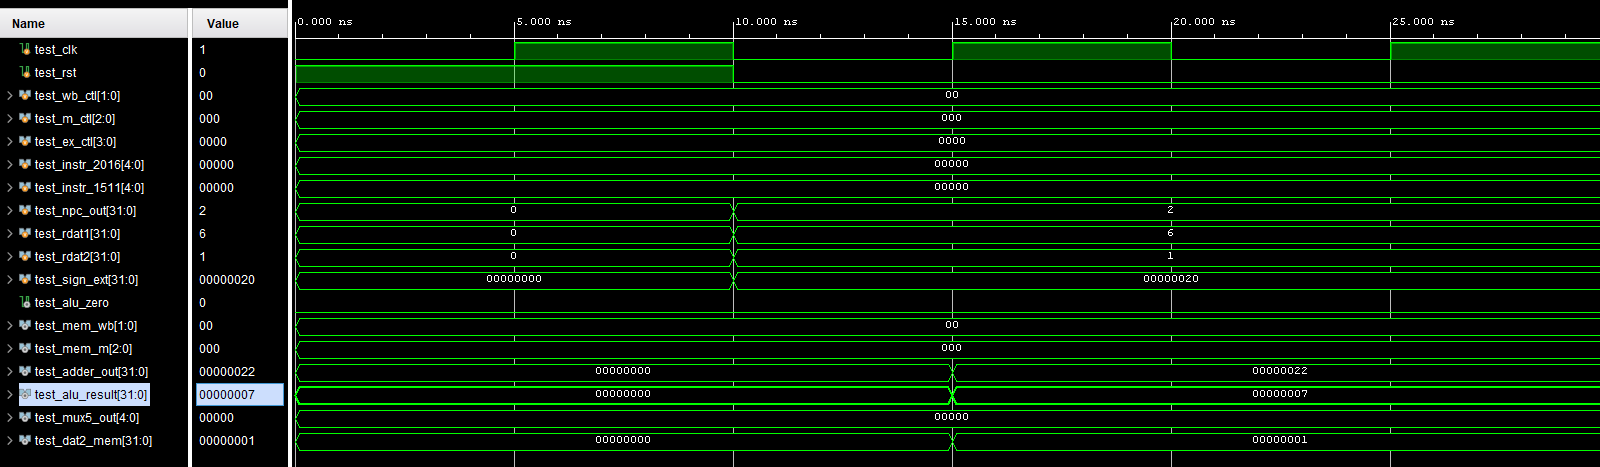 Name Value 0.000 ns 5.000 ns 10.000 ns 15.000 ns 20.000 ns 25.000 ns
test_clk 1
test_rst 0
test_wb_ctl[1:0] 00 00
test_m_ctl[2:0] 000 000
test_ex_ctl[3:0] 0000 0000
test_instr_2016[4:0] 00000 00000
test_instr_1511[4:0] 00000 00000
test_npc_out[31:0] 2 0 2
test_rdat1[31:0] 6 0 6
test_rdat2[31:0] 1 0 1
test_sign_ext[31:0] 00000020 00000000 00000020
test_alu_zero 0
test_mem_wb[1:0] 00 00
test_mem_m[2:0] 000 000
test_adder_out[31:0] 00000022 00000000 00000022
test_alu_result[31:0] 00000007 00000000 00000007
test_mux5_out[4:0] 00000 00000
test_dat2_mem[31:0] 00000001 00000000 00000001